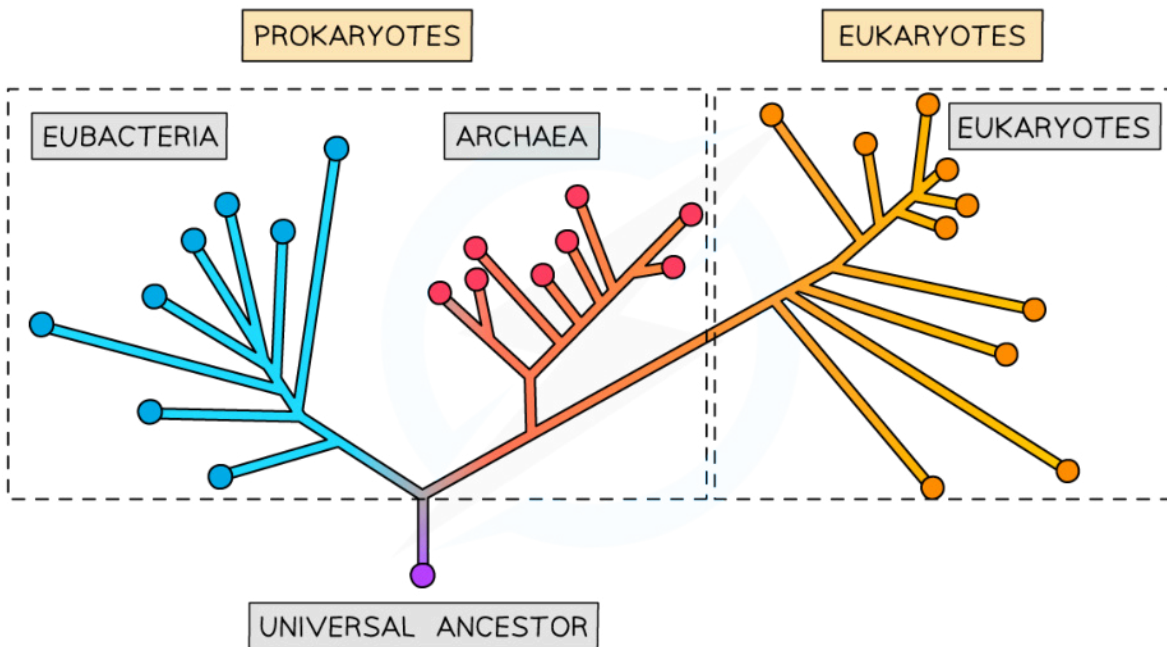 PROKARYOTES
EUKARYOTES
EUBACTERIA
ARCHAEA
EUKARYOTES
UNIVERSAL ANCESTOR